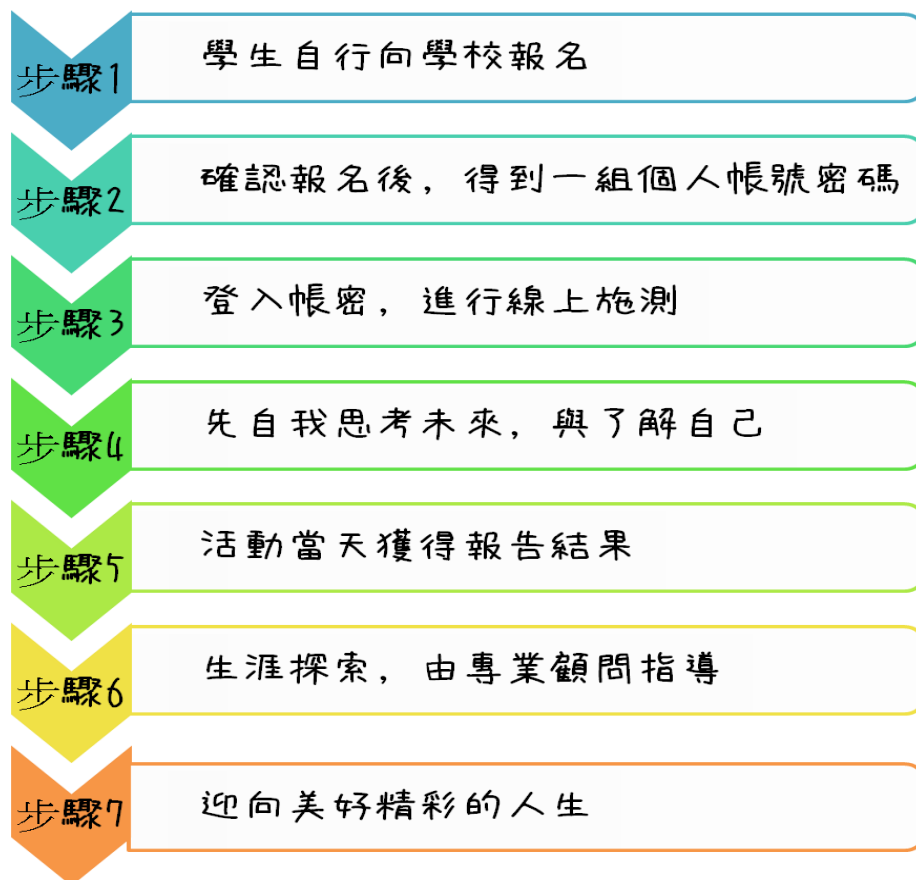 步驟1
學生自行向學校報名
步驟2
確認報名後，得到一組個人帳號密碼
步驟3
登入帳密，進行線上施測
步驟4
先自我思考未來，與了解自己
步驟5
活動當天獲得報告結果
步驟6
生涯探索，由專業顧問指導
步驟7
迎向美好精彩的人生